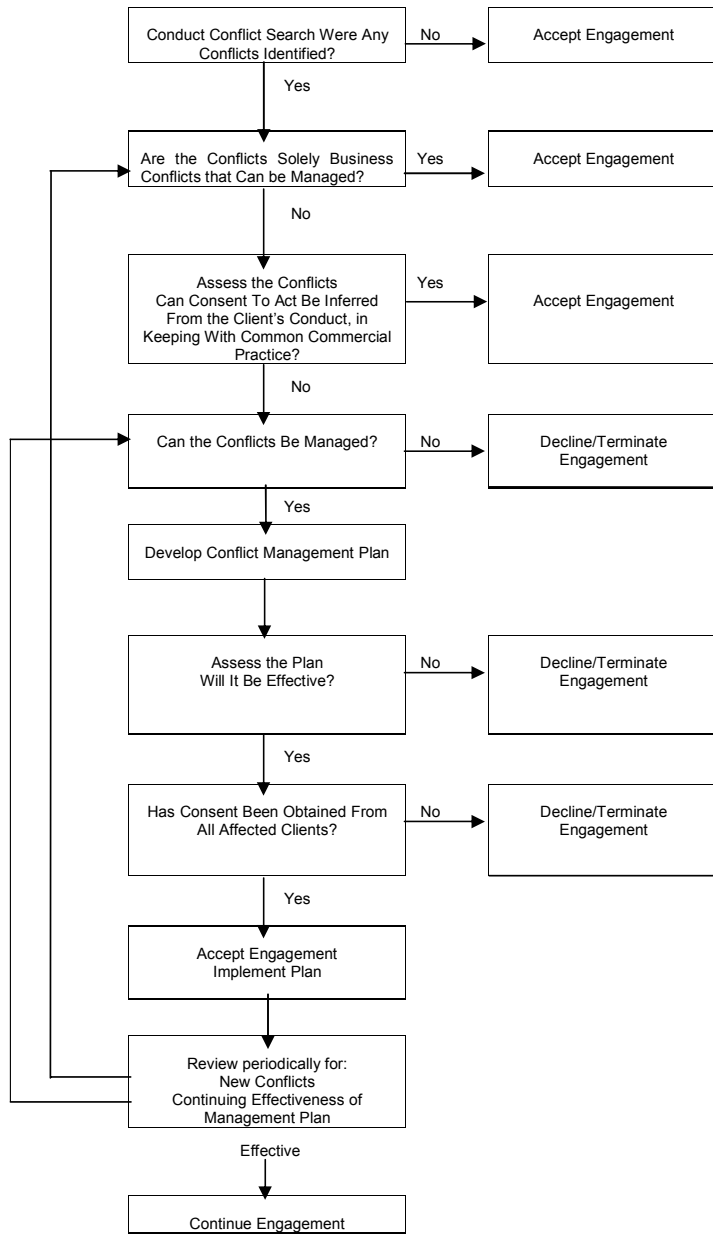 Conduct Conflict Search Were Any
Conflicts Identified?
No
Accept Engagement
Yes
Are the Conflicts Solely Business
Conflicts that Can be Managed?
Yes
Accept Engagement
No
Assess the Conflicts
Can Consent To Act Be Inferred
From the Client's Conduct, in
Keeping With Common Commercial
Practice?
Yes
Accept Engagement
No
Can the Conflicts Be Managed?
No
Decline/Terminate
Engagement
Yes
Develop Conflict Management Plan
Assess the Plan
Will It Be Effective?
No
Decline/Terminate
Engagement
Yes
Has Consent Been Obtained From
All Affected Clients?
No
Decline/Terminate
Engagement
Yes
Accept Engagement
Implement Plan
Review periodically for:
New Conflicts
Continuing Effectiveness of
Management Plan
Effective
Continue Engagement